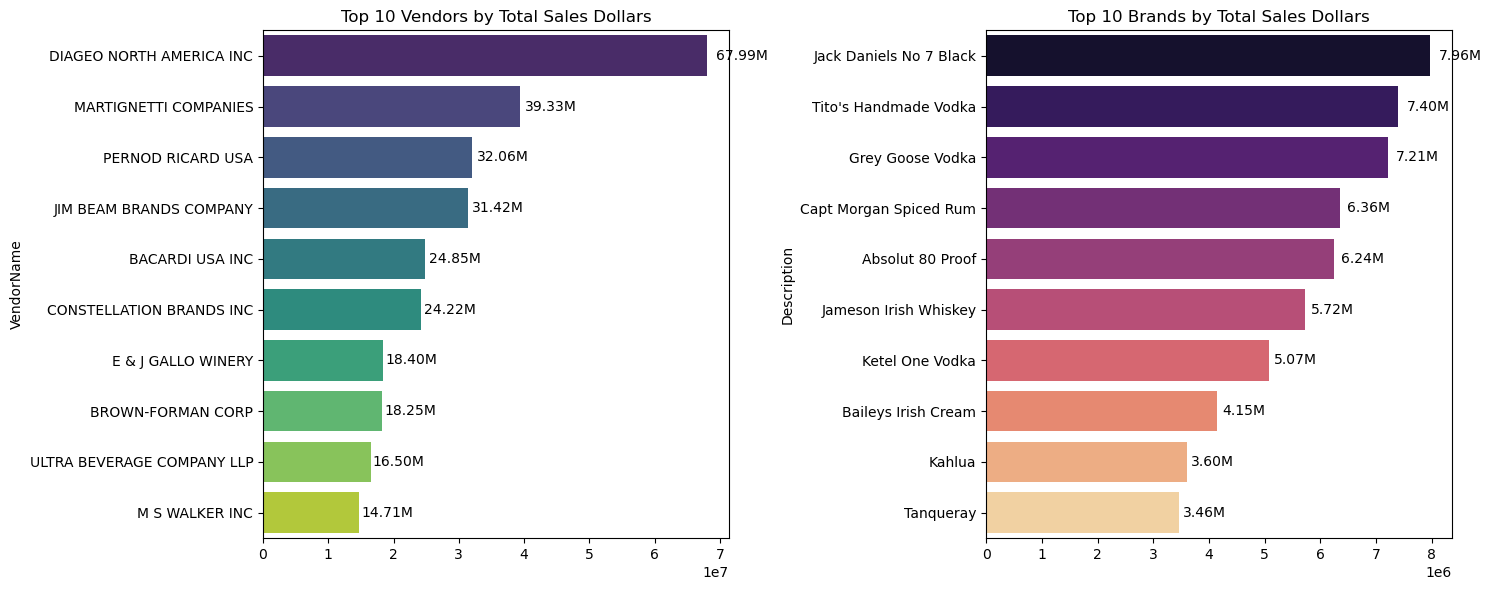 Top 10 Vendors by Total Sales Dollars
VendorName
DIAGEO NORTH AMERICA INC 67.99M
MARTIGNETTI COMPANIES 39.33M
PERNOD RICARD USA 32.06M
JIM BEAM BRANDS COMPANY 31.42M
BACARDI USA INC 24.85M
CONSTELLATION BRANDS INC 24.22M
E & J GALLO WINERY 18.40M
BROWN-FORMAN CORP 18.25M
ULTRA BEVERAGE COMPANY LLP 16.50M
M S WALKER INC 14.71M
0 1 2 3 4 5 6 7
1e7
Top 10 Brands by Total Sales Dollars
Description
Jack Daniels No 7 Black 7.96M
Tito's Handmade Vodka 7.40M
Grey Goose Vodka 7.21M
Capt Morgan Spiced Rum 6.36M
Absolut 80 Proof 6.24M
Jameson Irish Whiskey 5.72M
Ketel One Vodka 5.07M
Baileys Irish Cream 4.15M
Kahlua 3.60M
Tanqueray 3.46M
0 1 2 3 4 5 6 7 8
1e6